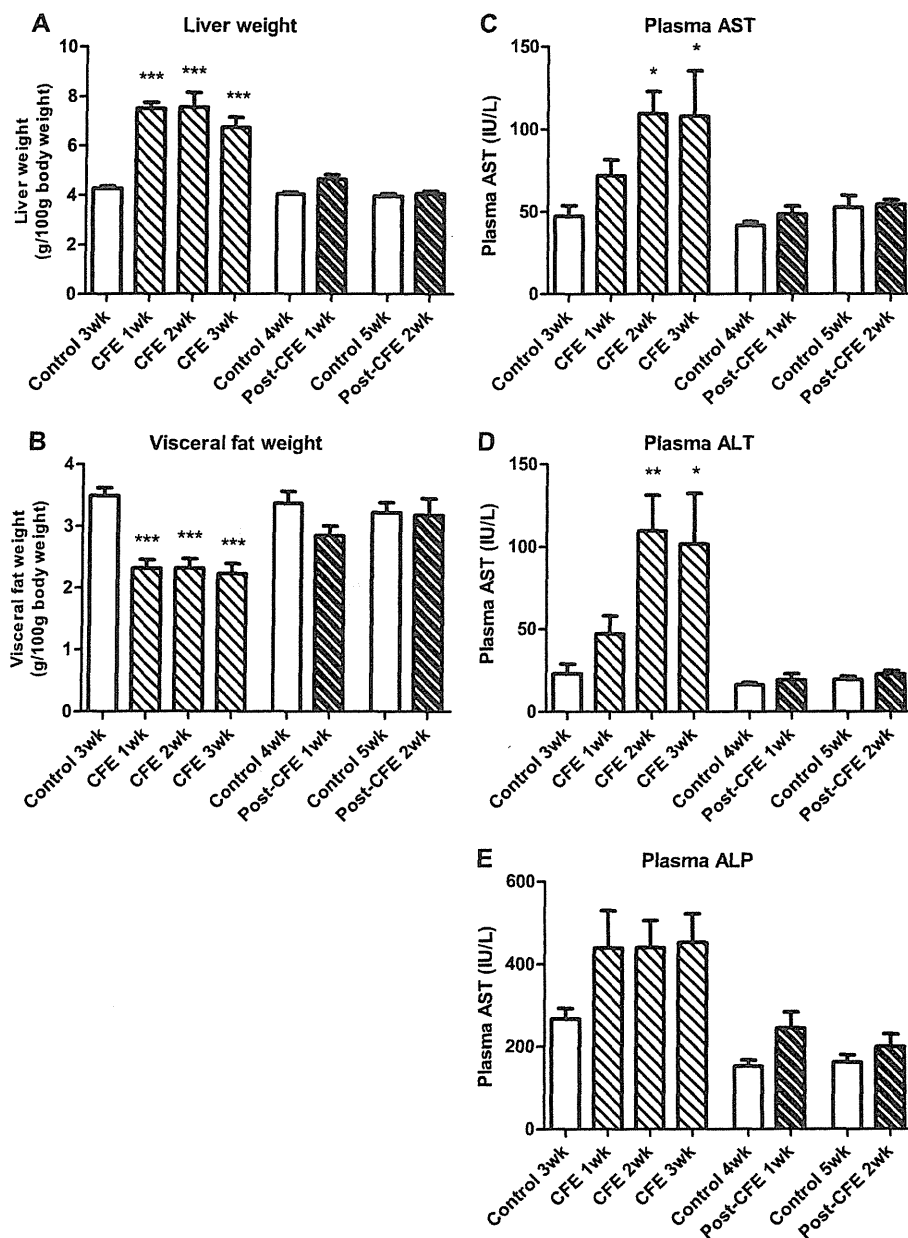 A
Liver weight
Liver weight
(g/100g body weight)
10
8
6
4
2
0
***
***
***
Control 3wk
CFE 1wk
CFE 2wk
CFE 3wk
Control 4wk
Post-CFE 1wk
Control 5wk
Post-CFE 2wk
B
Visceral fat weight
Visceral fat weight
(g/100g body weight)
4
3
2
1
0
***
***
***
Control 3wk
CFE 1wk
CFE 2wk
CFE 3wk
Control 4wk
Post-CFE 1wk
Control 5wk
Post-CFE 2wk
C
Plasma AST
Plasma AST (IU/L)
150
100
50
0
*
*
Control 3wk
CFE 1wk
CFE 2wk
CFE 3wk
Control 4wk
Post-CFE 1wk
Control 5wk
Post-CFE 2wk
D
Plasma ALT
Plasma AST (IU/L)
150
100
50
0
**
*
Control 3wk
CFE 1wk
CFE 2wk
CFE 3wk
Control 4wk
Post-CFE 1wk
Control 5wk
Post-CFE 2wk
E
Plasma ALP
Plasma AST (IU/L)
600
400
200
0
Control 3wk
CFE 1wk
CFE 2wk
CFE 3wk
Control 4wk
Post-CFE 1wk
Control 5wk
Post-CFE 2wk